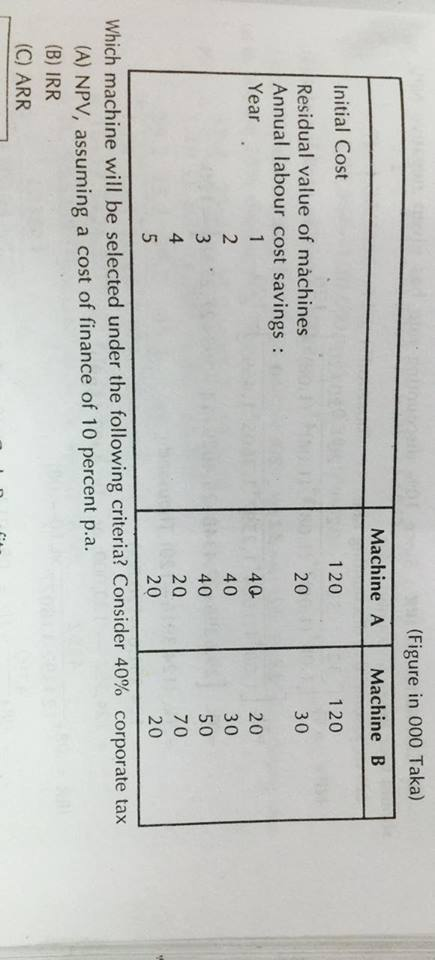 (Figure in 000 Taka)
Machine A Machine B
Initial Cost 120 120
Residual value of machines 20 30
Annual labour cost savings :
Year 1 40 20
2 40 30
3 40 50
4 20 70
5 20 20
Which machine will be selected under the following criteria? Consider 40% corporate tax
(A) NPV, assuming a cost of finance of 10 percent p.a.
(B) IRR
(C) ARR